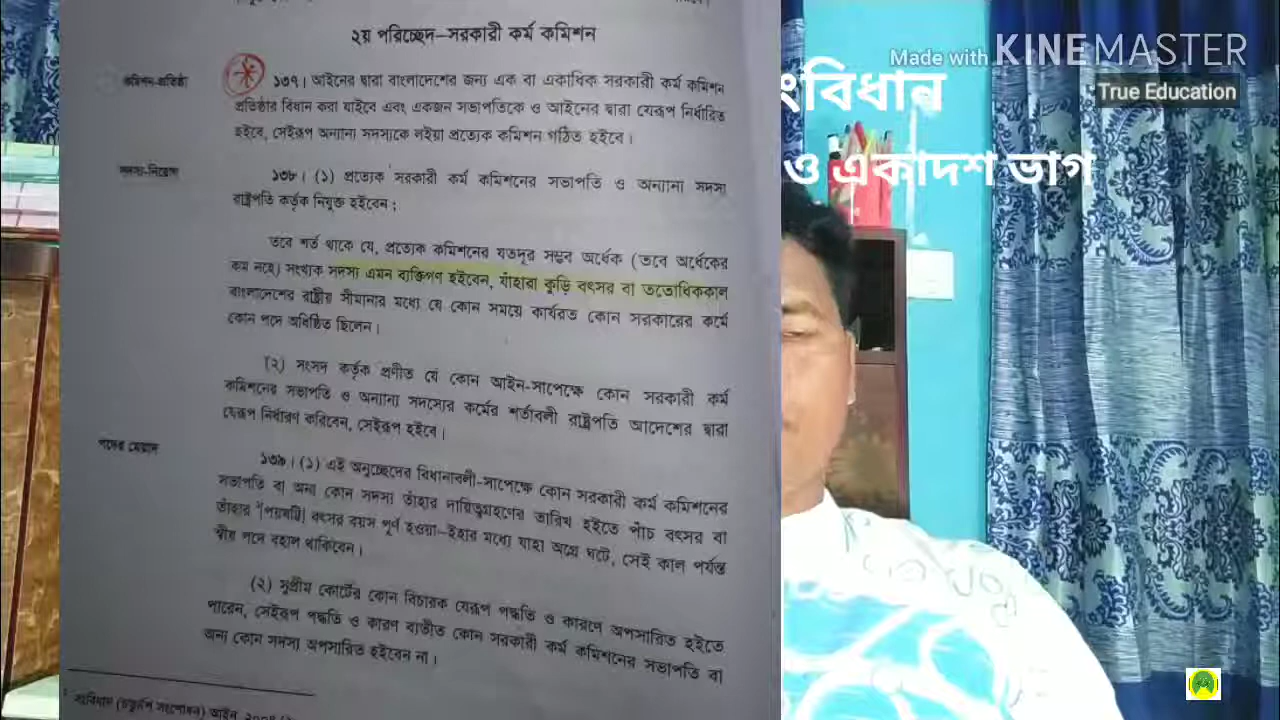 ২য় পরিচ্ছেদ–সরকারী কর্ম কমিশন
কমিশন-প্রতিষ্ঠা
১৩৭। আইনের দ্বারা বাংলাদেশের জন্য এক বা একাধিক সরকারী কর্ম কমিশন
প্রতিষ্ঠার বিধান করা যাইবে এবং একজন সভাপতিকে ও আইনের দ্বারা যেরূপ নির্ধারিত
হইবে, সেইরূপ অন্যান্য সদস্যকে লইয়া প্রত্যেক কমিশন গঠিত হইবে।
সদস্য-নিয়োগ
১৩৮। (১) প্রত্যেক সরকারী কর্ম কমিশনের সভাপতি ও অন্যান্য সদস্য
রাষ্ট্রপতি কর্তৃক নিযুক্ত হইবেন;
তবে শর্ত থাকে যে, প্রত্যেক কমিশনের যতদূর সম্ভব অর্ধেক (তবে অর্ধেকের
কম নহে) সংখ্যক সদস্য এমন ব্যক্তিগণ হইবেন, যাঁহারা কুড়ি বৎসর বা ততোধিককাল
বাংলাদেশের রাষ্ট্রীয় সীমানার মধ্যে যে কোন সময়ে কার্যরত কোন সরকারের কর্মে
কোন পদে অধিষ্ঠিত ছিলেন।
(২) সংসদ কর্তৃক প্রণীত যে কোন আইন-সাপেক্ষে কোন সরকারী কর্ম
কমিশনের সভাপতি ও অন্যান্য সদস্যের কর্মের শর্তাবলী রাষ্ট্রপতি আদেশের দ্বারা
যেরূপ নির্ধারণ করিবেন, সেইরূপ হইবে।
পদের মেয়াদ
১৩৯। (১) এই অনুচ্ছেদের বিধানাবলী-সাপেক্ষে কোন সরকারী কর্ম কমিশনের
সভাপতি বা অন্য কোন সদস্য তাঁহার দায়িত্বগ্রহণের তারিখ হইতে পাঁচ বৎসর বা
তাঁহার [পঁয়ষট্টি] বৎসর বয়স পূর্ণ হওয়া–ইহার মধ্যে যাহা অগ্রে ঘটে, সেই কাল পর্যন্ত
স্বীয় পদে বহাল থাকিবেন।
(২) সুপ্রীম কোর্টের কোন বিচারক যেরূপ পদ্ধতি ও কারণে অপসারিত হইতে
পারেন, সেইরূপ পদ্ধতি ও কারণ ব্যতীত কোন সরকারী কর্ম কমিশনের সভাপতি বা
অন্য কোন সদস্য অপসারিত হইবেন না।
সংবিধান (চতুর্দশ সংশোধন) আইন, ২০০৪
Made with KINEMASTER
True Education
ংবিধান
ও একাদশ ভাগ